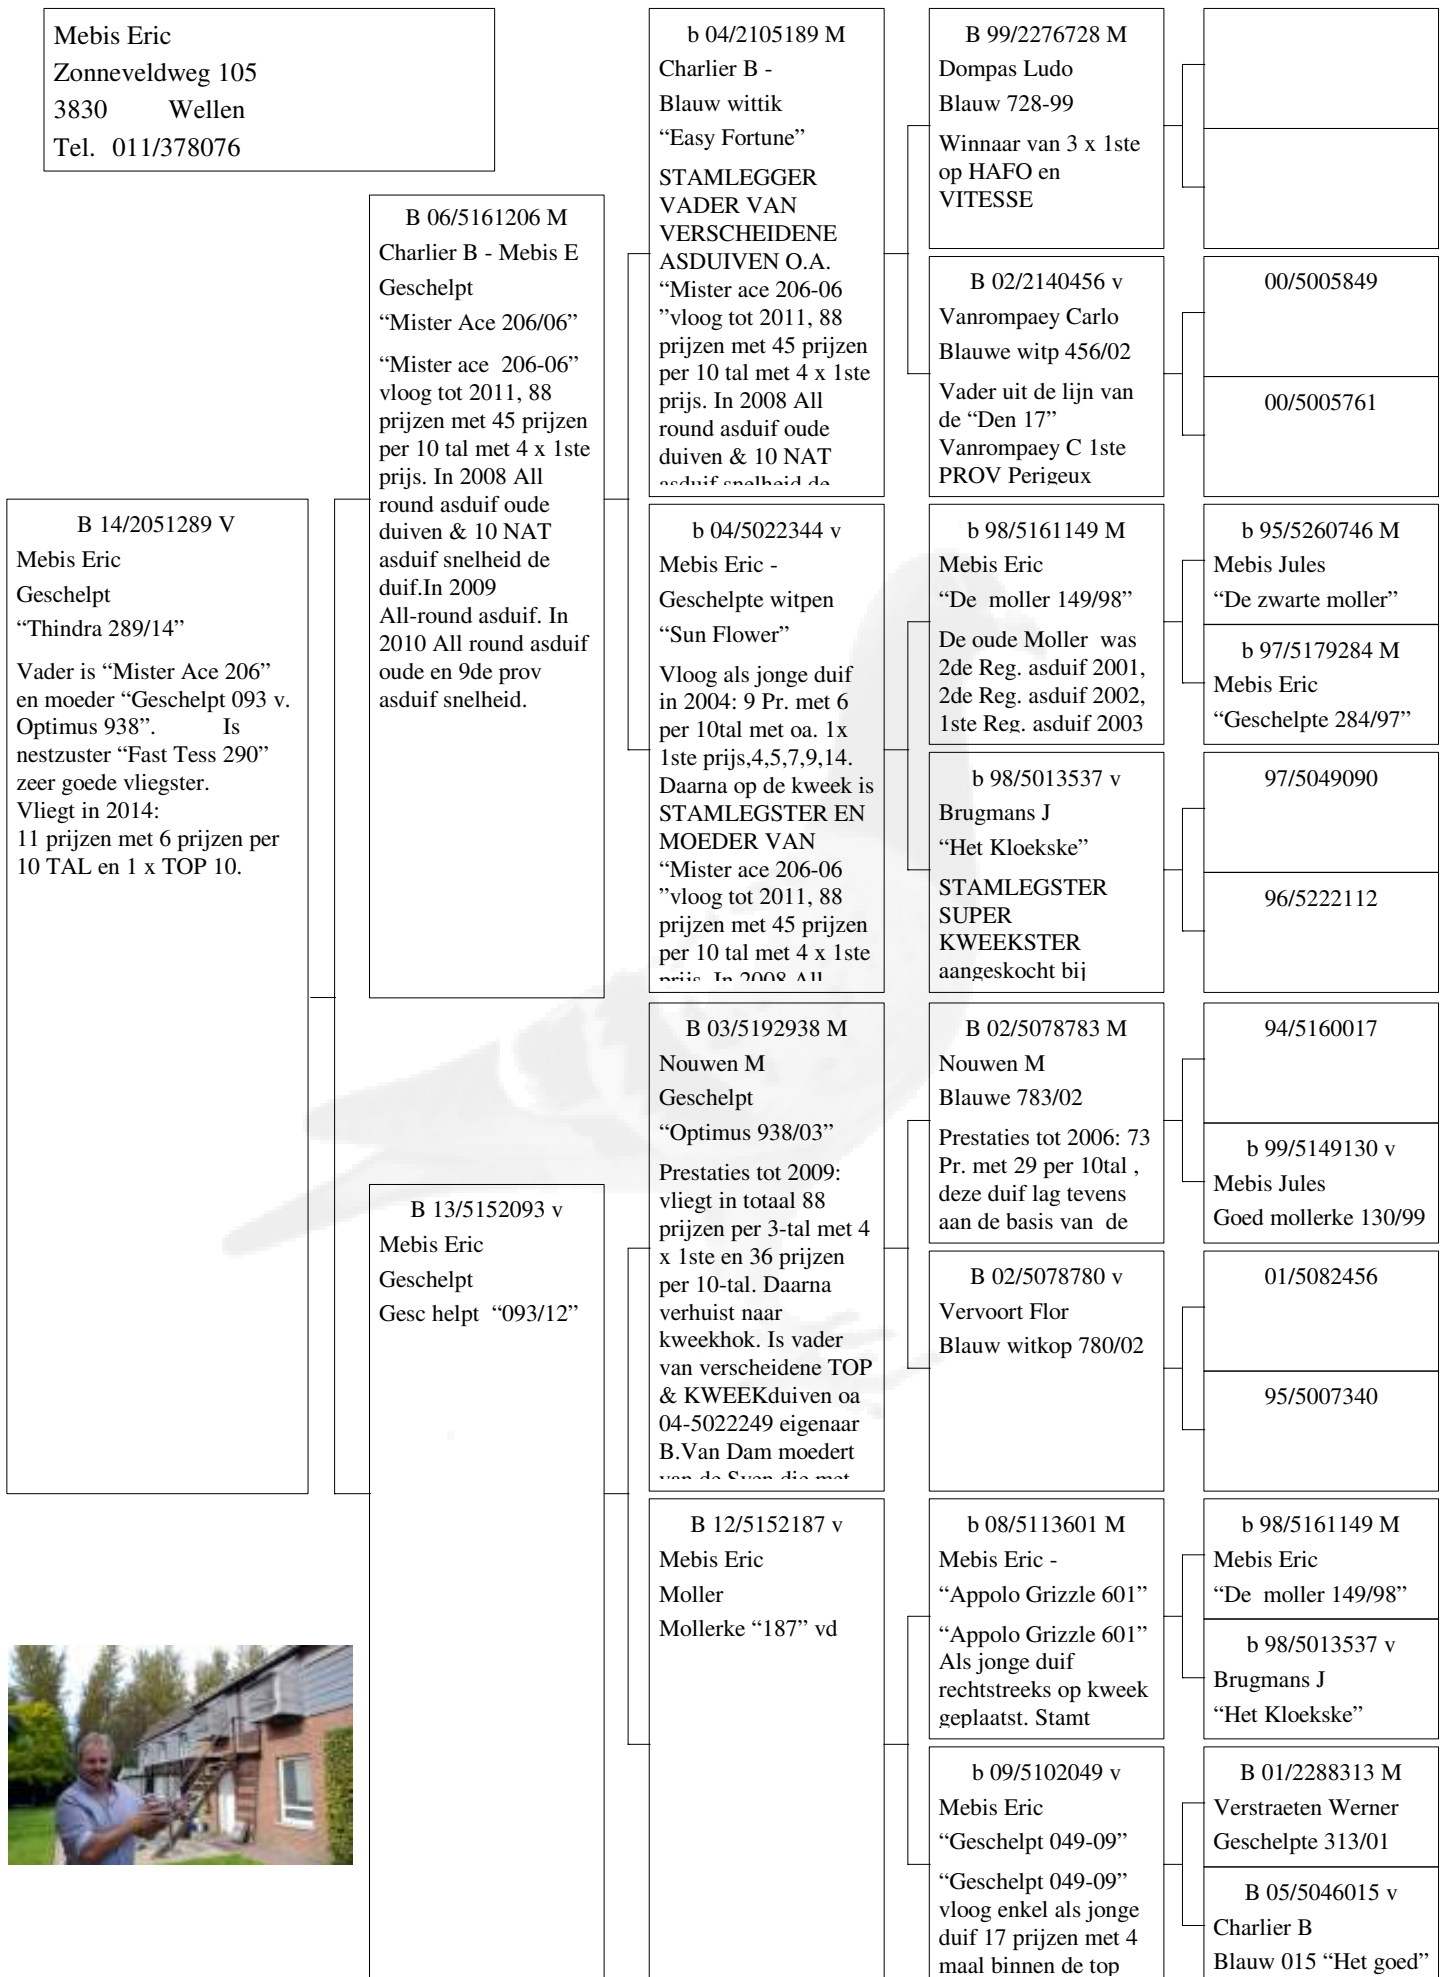 Mebis Eric
Zonneveldweg 105
3830 Wellen
Tel. 011/378076
B 14/2051289 V
Mebis Eric
Geschelpt
“Thindra 289/14”
Vader is “Mister Ace 206”
en moeder “Geschelpt 093 v.
Optimus 938”. Is
nestzuster “Fast Tess 290”
zeer goede vliegster.
Vliegt in 2014:
11 prijzen met 6 prijzen per
10 TAL en 1 x TOP 10.
B 06/5161206 M
Charlier B - Mebis E
Geschelpt
“Mister Ace 206/06”
“Mister ace 206-06”
vloog tot 2011, 88
prijzen met 45 prijzen
per 10 tal met 4 x 1ste
prijs. In 2008 All
round asduif oude
duiven & 10 NAT
asduif snelheid de
duif.In 2009
All-round asduif. In
2010 All round asduif
oude en 9de prov
asduif snelheid.
B 13/5152093 v
Mebis Eric
Geschelpt
Gesc helpt “093/12”
b 04/2105189 M
Charlier B -
Blauw wittik
“Easy Fortune”
STAMLEGGER
VADER VAN
VERSCHEIDENE
ASDUIVEN O.A.
“Mister ace 206-06
”vloog tot 2011, 88
prijzen met 45 prijzen
per 10 tal met 4 x 1ste
prijs. In 2008 All
round asduif oude
duiven & 10 NAT
asduif snelheid de
b 04/5022344 v
Mebis Eric -
Geschelpte witpen
“Sun Flower”
Vloog als jonge duif
in 2004: 9 Pr. met 6
per 10tal met oa. 1x
1ste prijs,4,5,7,9,14.
Daarna op de kweek is
STAMLEGSTER EN
MOEDER VAN
“Mister ace 206-06
”vloog tot 2011, 88
prijzen met 45 prijzen
per 10 tal met 4 x 1ste
prijs. In 2008 All
B 03/5192938 M
Nouwen M
Geschelpt
“Optimus 938/03”
Prestaties tot 2009:
vliegt in totaal 88
prijzen per 3-tal met 4
x 1ste en 36 prijzen
per 10-tal. Daarna
verhuist naar
kweekhok. Is vader
van verscheidene TOP
& KWEEKduiven oa
04-5022249 eigenaar
B.Van Dam moedert
van de Sven die met
B 12/5152187 v
Mebis Eric
Moller
Mollerke “187” vd
B 99/2276728 M
Dompas Ludo
Blauw 728-99
Winnaar van 3 x 1ste
op HAFO en
VITESSE
B 02/2140456 v
Vanrompaey Carlo
Blauwe witp 456/02
Vader uit de lijn van
de “Den 17”
Vanrompaey C 1ste
PROV Perigeux
b 98/5161149 M
Mebis Eric
“De moller 149/98”
De oude Moller was
2de Reg. asduif 2001,
2de Reg. asduif 2002,
1ste Reg. asduif 2003
b 98/5013537 v
Brugmans J
“Het Kloekske”
STAMLEGSTER
SUPER
KWEEKSTER
aangeskocht bij
B 02/5078783 M
Nouwen M
Blauwe 783/02
Prestaties tot 2006: 73
Pr. met 29 per 10tal ,
deze duif lag tevens
aan de basis van de
B 02/5078780 v
Vervoort Flor
Blauw witkop 780/02
b 08/5113601 M
Mebis Eric -
“Appolo Grizzle 601”
“Appolo Grizzle 601”
Als jonge duif
rechtstreeks op kweek
geplaatst. Stamt
b 09/5102049 v
Mebis Eric
“Geschelpt 049-09”
“Geschelpt 049-09”
vloog enkel als jonge
duif 17 prijzen met 4
maal binnen de top
00/5005849
00/5005761
b 95/5260746 M
Mebis Jules
“De zwarte moller”
b 97/5179284 M
Mebis Eric
“Geschelpte 284/97”
97/5049090
96/5222112
94/5160017
b 99/5149130 v
Mebis Jules
Goed mollerke 130/99
01/5082456
95/5007340
b 98/5161149 M
Mebis Eric
“De moller 149/98”
b 98/5013537 v
Brugmans J
“Het Kloekske”
B 01/2288313 M
Verstraeten Werner
Geschelpte 313/01
B 05/5046015 v
Charlier B
Blauw 015 “Het goed”